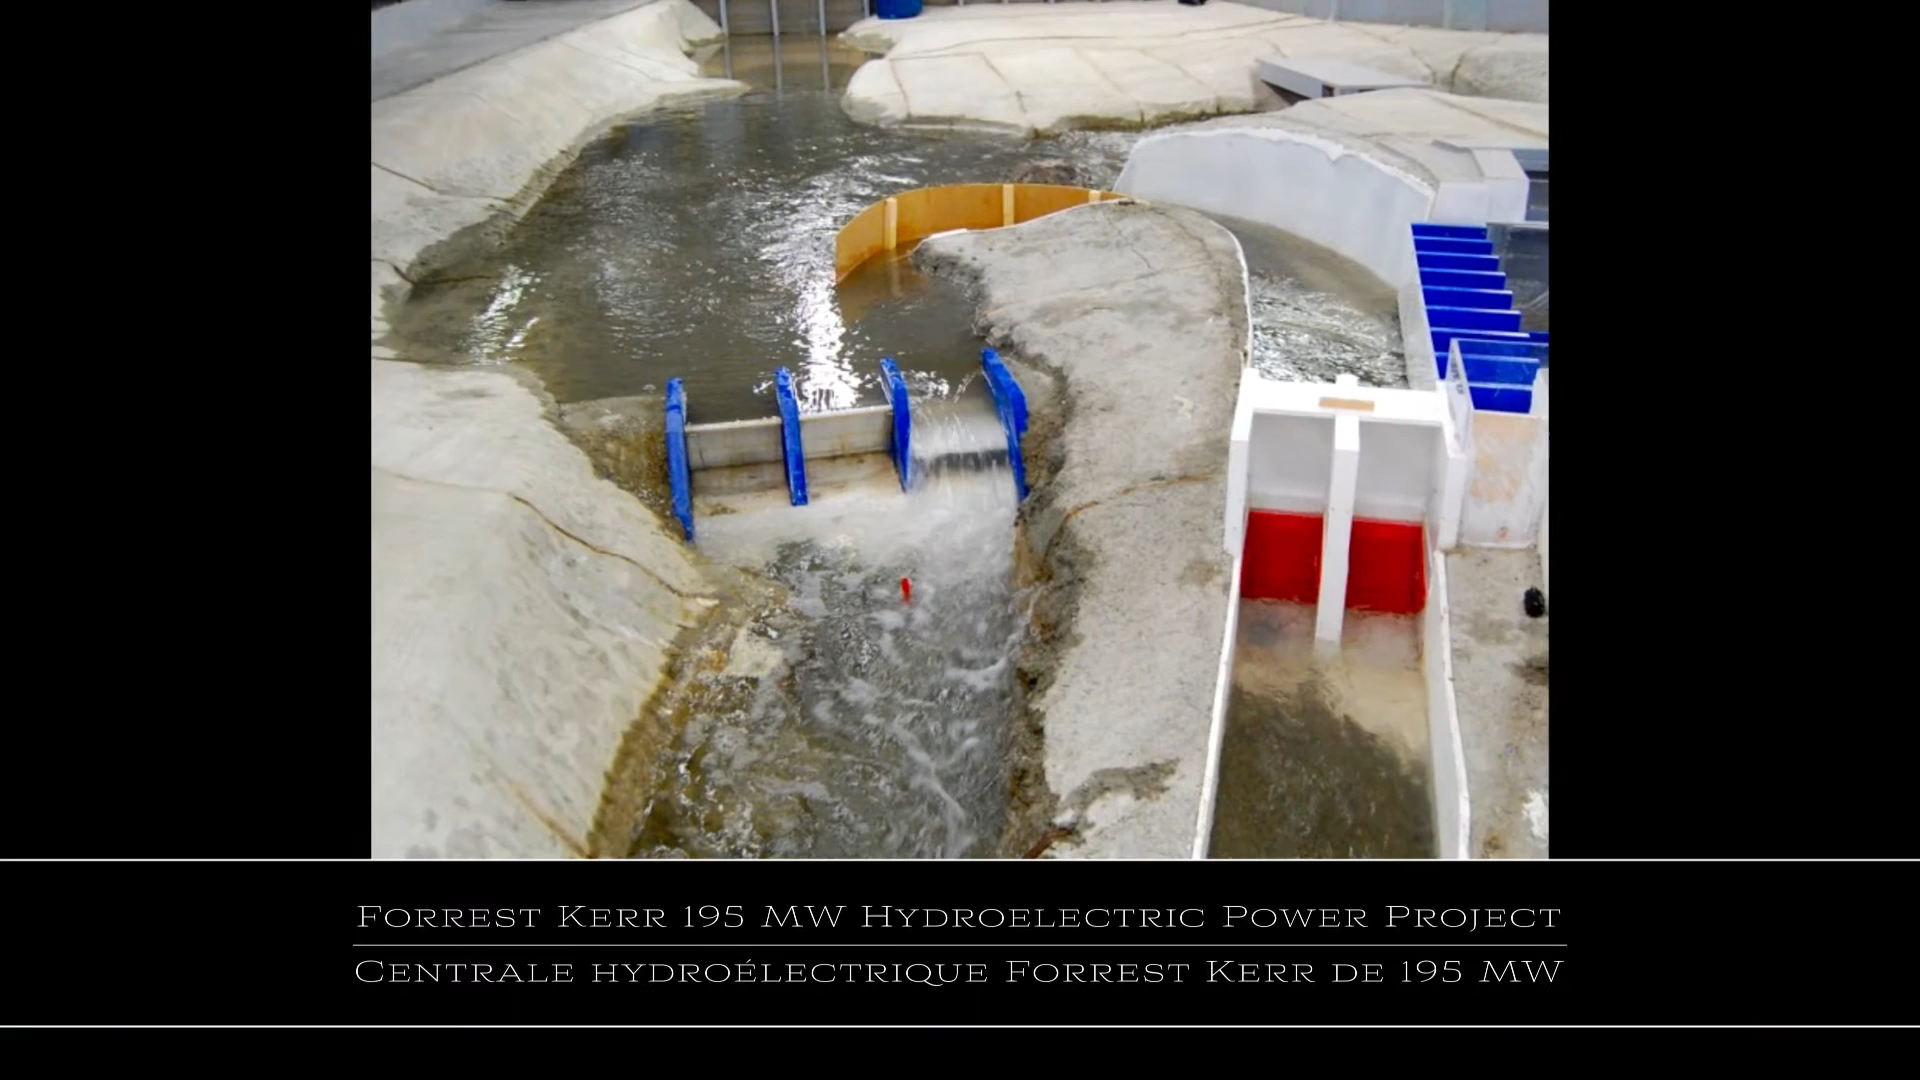 Forrest Kerr 195 MW Hydroelectric Power Project
Centrale hydroélectrique Forrest Kerr de 195 MW